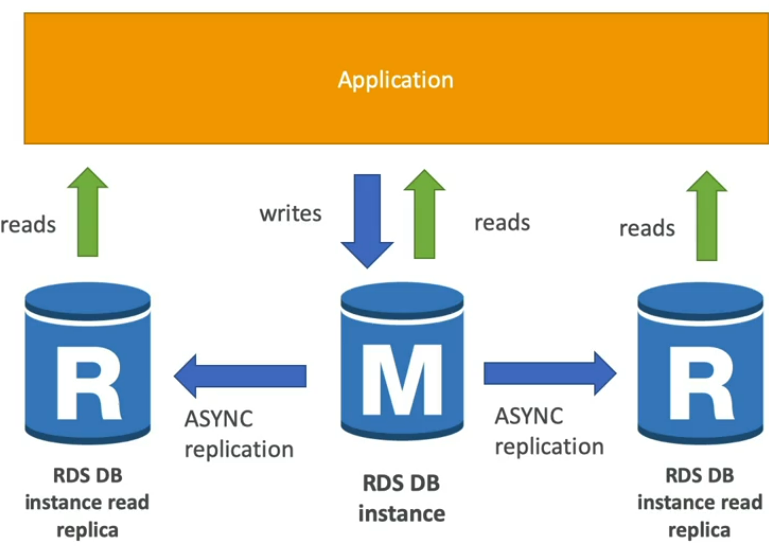 Application
reads
writes
reads
reads
R
M
R
ASYNC
replication
ASYNC
replication
RDS DB
instance read
replica
RDS DB
instance
RDS DB
instance read
replica